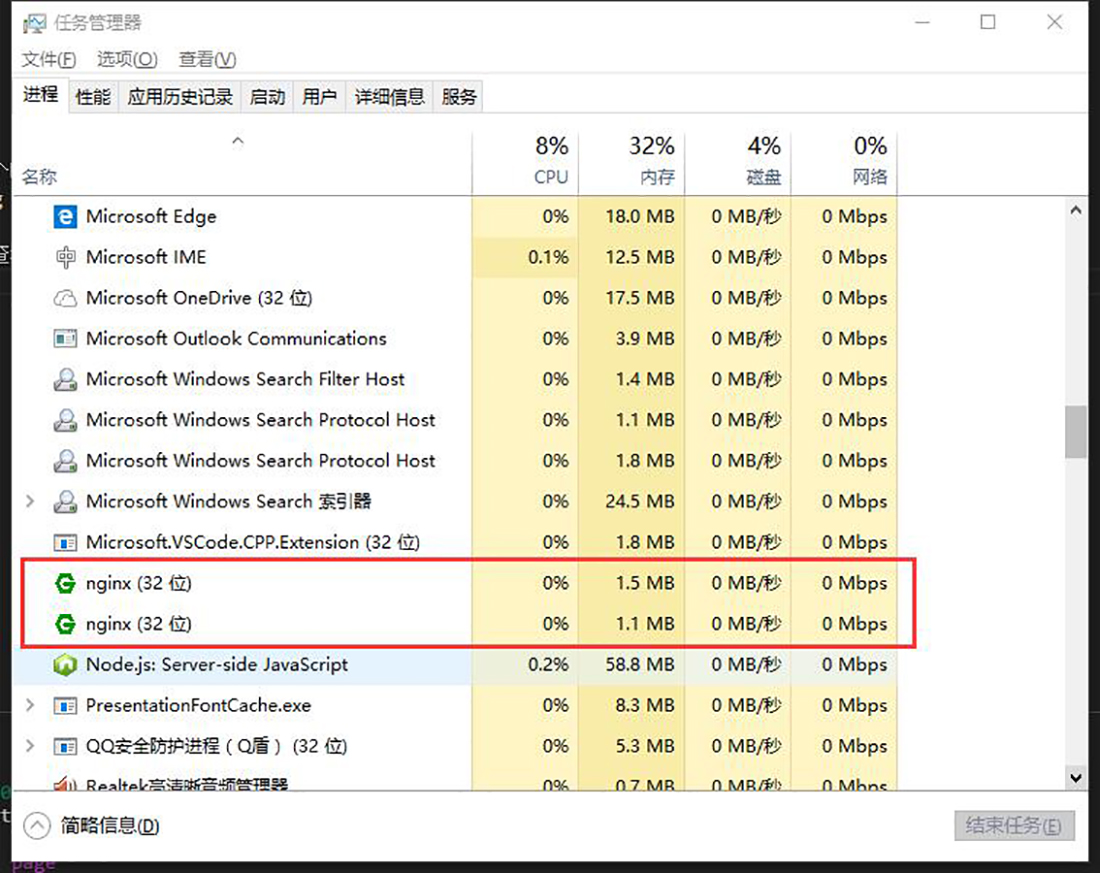 任务管理器
文件(F) 选项(O) 查看(V)
进程 性能 应用历史记录 启动 用户 详细信息 服务
8% 32% 4% 0%
名称 CPU 内存 磁盘 网络
Microsoft Edge 0% 18.0 MB 0 MB/秒 0 Mbps
Microsoft IME 0.1% 12.5 MB 0 MB/秒 0 Mbps
Microsoft OneDrive (32 位) 0% 17.5 MB 0 MB/秒 0 Mbps
Microsoft Outlook Communications 0% 3.9 MB 0 MB/秒 0 Mbps
Microsoft Windows Search Filter Host 0% 1.4 MB 0 MB/秒 0 Mbps
Microsoft Windows Search Protocol Host 0% 1.1 MB 0 MB/秒 0 Mbps
Microsoft Windows Search Protocol Host 0% 1.8 MB 0 MB/秒 0 Mbps
Microsoft Windows Search 索引器 0% 24.5 MB 0 MB/秒 0 Mbps
Microsoft.VSCode.CPP.Extension (32 位) 0% 1.8 MB 0 MB/秒 0 Mbps
nginx (32 位) 0% 1.5 MB 0 MB/秒 0 Mbps
nginx (32 位) 0% 1.1 MB 0 MB/秒 0 Mbps
Node.js: Server-side JavaScript 0.2% 58.8 MB 0 MB/秒 0 Mbps
PresentationFontCache.exe 0% 8.3 MB 0 MB/秒 0 Mbps
QQ安全防护进程（Q盾） (32 位) 0% 5.3 MB 0 MB/秒 0 Mbps
Realtek高清晰音频管理器 0% 0.7 MB 0 MB/秒 0 Mbps
简略信息(D) 结束任务(E)
page